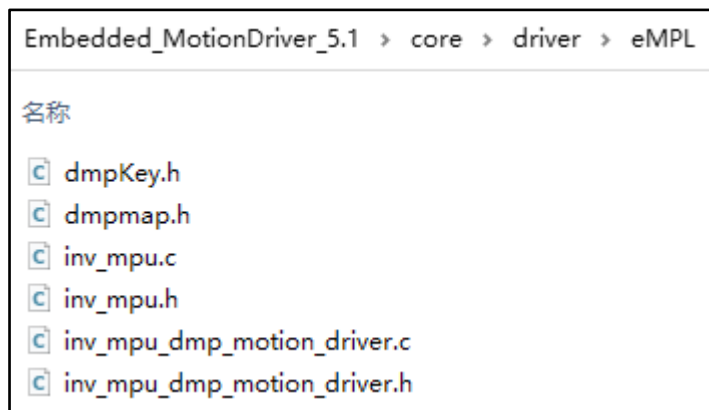 Embedded_MotionDriver_5.1 > core > driver > eMPL
名称
dmpKey.h
dmpmap.h
inv_mpu.c
inv_mpu.h
inv_mpu_dmp_motion_driver.c
inv_mpu_dmp_motion_driver.h